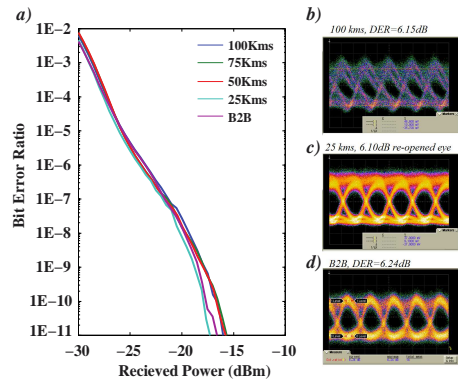 a)
1E−2
1E−3
1E−4
1E−5
1E−6
1E−7
1E−8
1E−9
1E−10
1E−11
Bit Error Ratio
100Kms
75Kms
50Kms
25Kms
B2B
−30
−25
−20
−15
−10
Recieved Power (dBm)
b)
100 kms, DER=6.15dB
c)
25 kms, 6.10dB re-opened eye
d)
B2B, DER=6.24dB